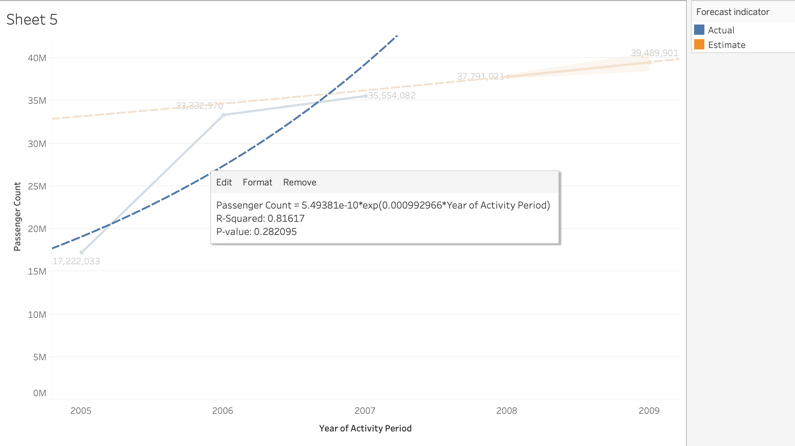 Sheet 5
Forecast indicator
Actual
Estimate
40M
39,489,901
37,791,021
35M
33,232,970
35,554,082
30M
Edit Format Remove
Passenger Count = 5.49381e-10*exp(0.000992966*Year of Activity Period)
R-Squared: 0.81617
P-value: 0.282095
25M
20M
17,222,033
15M
10M
5M
0M
Passenger Count
2005 2006 2007 2008 2009
Year of Activity Period